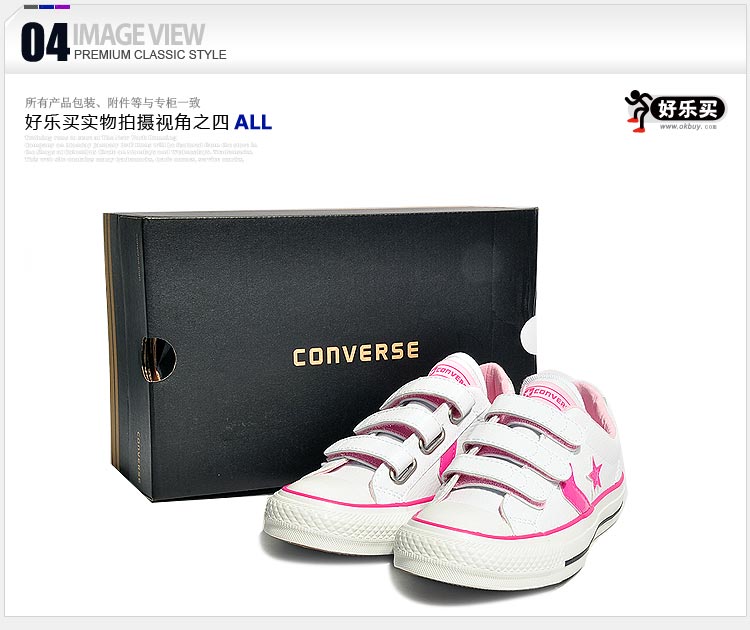 04 IMAGE VIEW
PREMIUM CLASSIC STYLE
所有产品包装、附件等与专柜一致
好乐买实物拍摄视角之四 ALL
好乐买
www.okbuy.com
CONVERSE
CONVERSE
CONVERS
CONVER